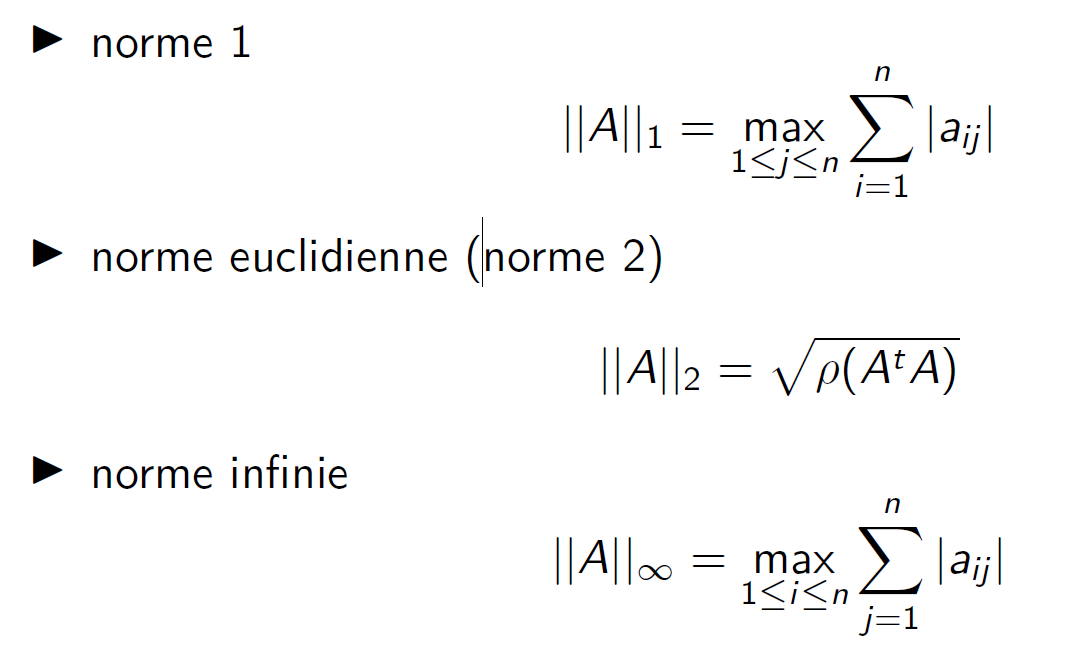 ▶ norme 1
||A||₁ = max_{1≤j≤n} ∑_{i=1}^{n} |a_{ij}|
▶ norme euclidienne (norme 2)
||A||₂ = √ρ(AᵗA)
▶ norme infinie
||A||_∞ = max_{1≤i≤n} ∑_{j=1}^{n} |a_{ij}|